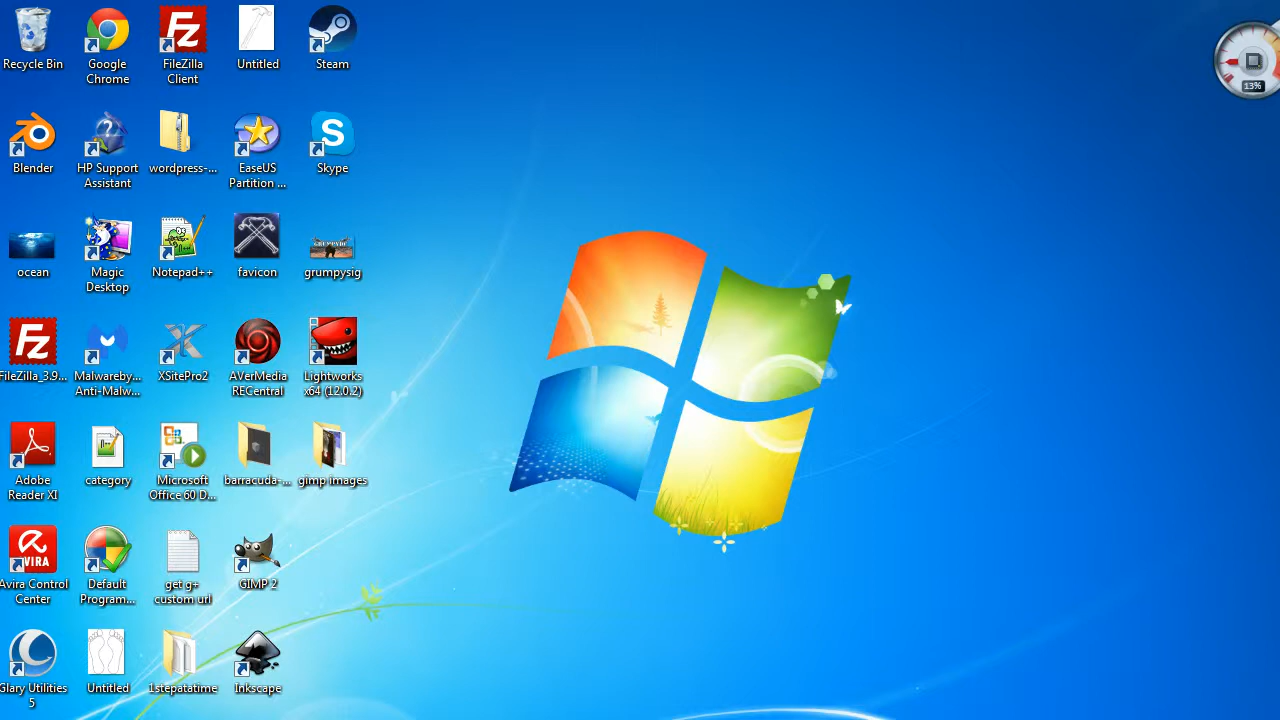 Recycle Bin
Google
Chrome
FileZilla
Client
Untitled
Steam
13%
Blender
HP Support
Assistant
wordpress-...
EaseUS
Partition ...
Skype
ocean
Magic
Desktop
Notepad++
favicon
grumpysig
FileZilla_3.9...
Malwareby...
Anti-Malw...
XSitePro2
AVerMedia
RECentral
Lightworks
x64 (12.0.2)
Adobe
Reader XI
category
Microsoft
Office 60 D...
barracuda-...
gimp images
AVIRA
Avira Control
Center
Default
Program...
get g+
custom url
GIMP 2
Glary Utilities
5
Untitled
1stepatatime
Inkscape